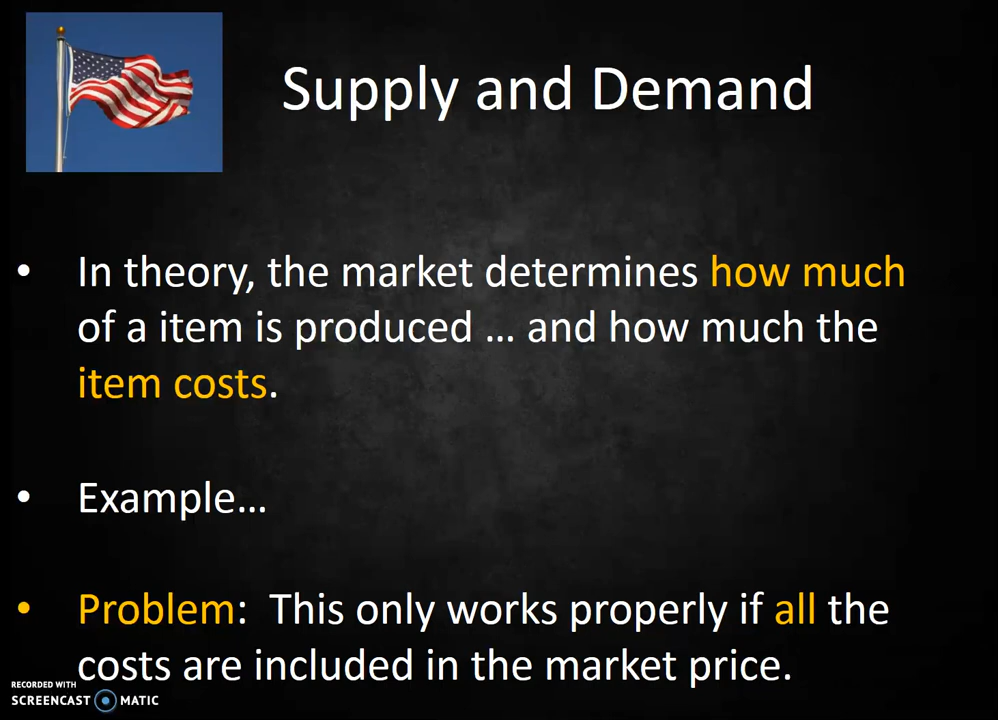 Supply and Demand
• In theory, the market determines how much
of a item is produced … and how much the
item costs.
• Example…
• Problem: This only works properly if all the
costs are included in the market price.
RECORDED WITH
SCREENCAST MATIC